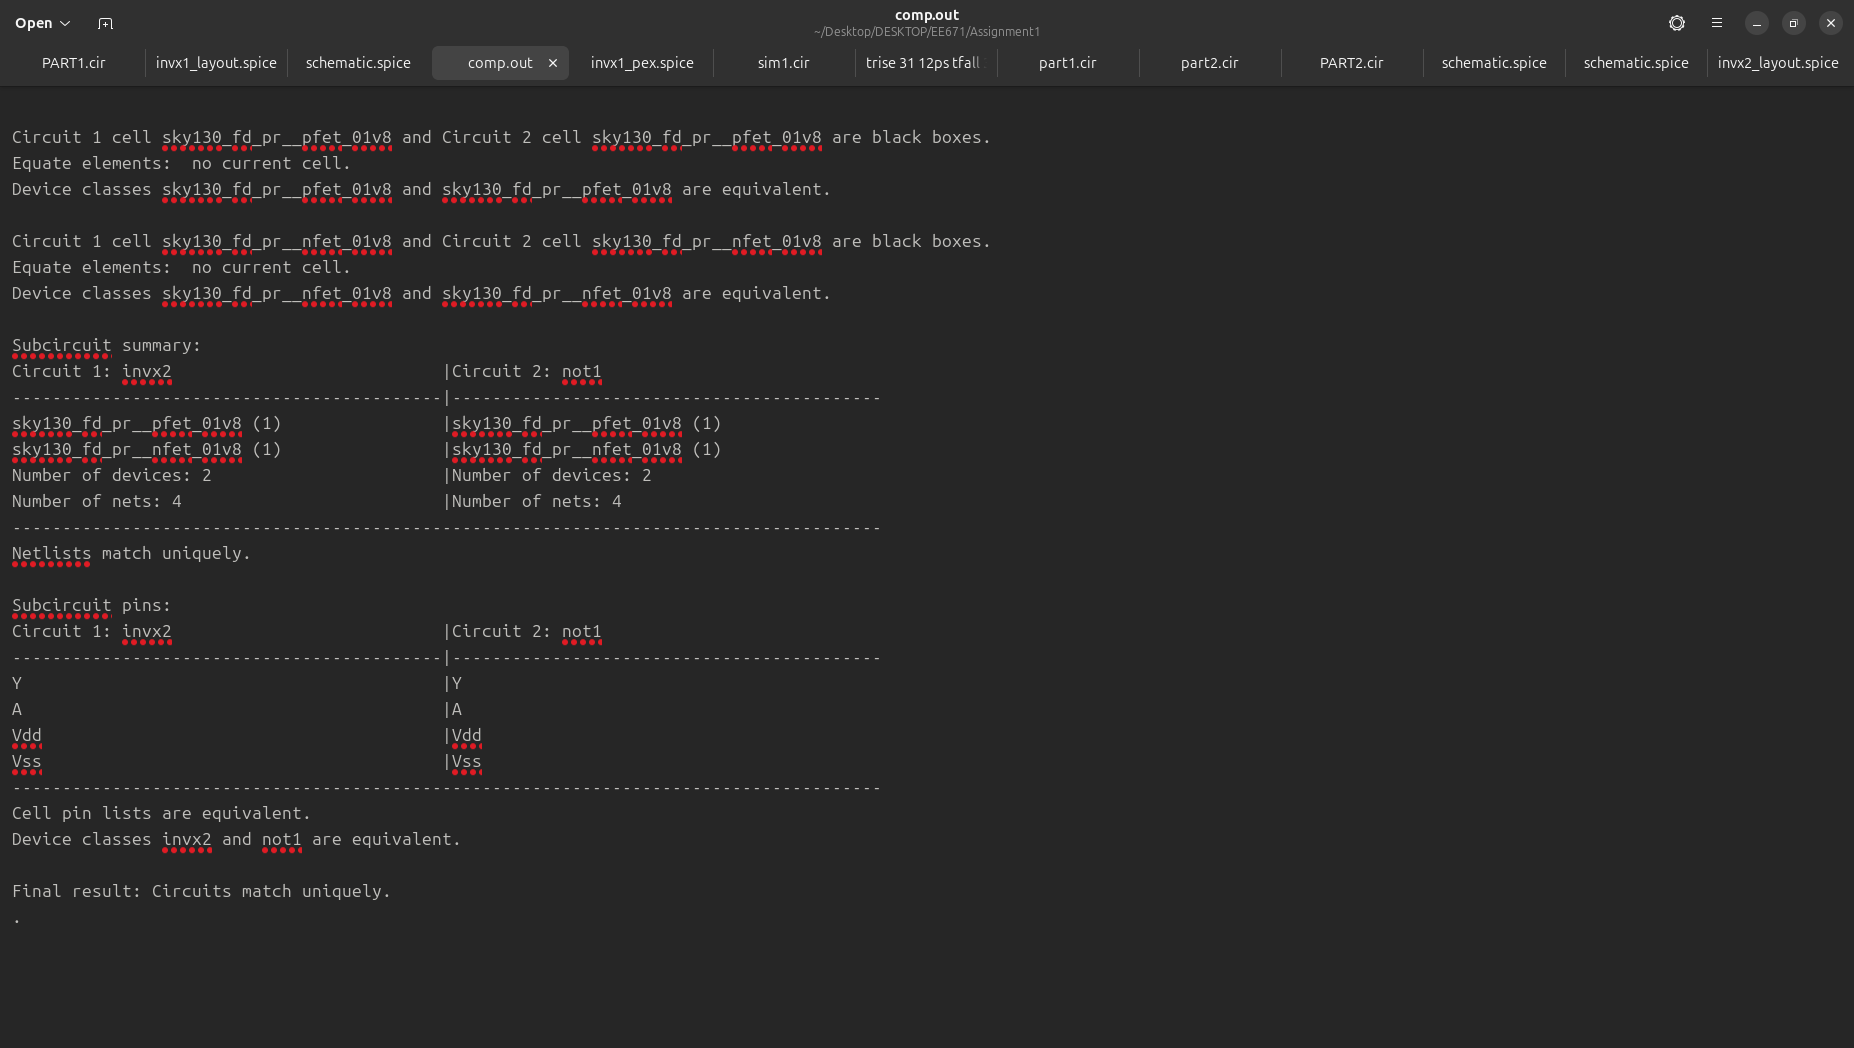 Open
comp.out
~/Desktop/DESKTOP/EE671/Assignment1
PART1.cir invx1_layout.spice schematic.spice comp.out invx1_pex.spice sim1.cir trise 31 12ps tfall part1.cir part2.cir PART2.cir schematic.spice schematic.spice invx2_layout.spice
Circuit 1 cell sky130_fd_pr__pfet_01v8 and Circuit 2 cell sky130_fd_pr__pfet_01v8 are black boxes.
Equate elements:  no current cell.
Device classes sky130_fd_pr__pfet_01v8 and sky130_fd_pr__pfet_01v8 are equivalent.
Circuit 1 cell sky130_fd_pr__nfet_01v8 and Circuit 2 cell sky130_fd_pr__nfet_01v8 are black boxes.
Equate elements:  no current cell.
Device classes sky130_fd_pr__nfet_01v8 and sky130_fd_pr__nfet_01v8 are equivalent.
Subcircuit summary:
Circuit 1: invx2                           |Circuit 2: not1
-------------------------------------------|-------------------------------------------
sky130_fd_pr__pfet_01v8 (1)                |sky130_fd_pr__pfet_01v8 (1)
sky130_fd_pr__nfet_01v8 (1)                |sky130_fd_pr__nfet_01v8 (1)
Number of devices: 2                       |Number of devices: 2
Number of nets: 4                          |Number of nets: 4
---------------------------------------------------------------------------------------
Netlists match uniquely.
Subcircuit pins:
Circuit 1: invx2                           |Circuit 2: not1
-------------------------------------------|-------------------------------------------
Y                                          |Y
A                                          |A
Vdd                                        |Vdd
Vss                                        |Vss
---------------------------------------------------------------------------------------
Cell pin lists are equivalent.
Device classes invx2 and not1 are equivalent.
Final result: Circuits match uniquely.
.